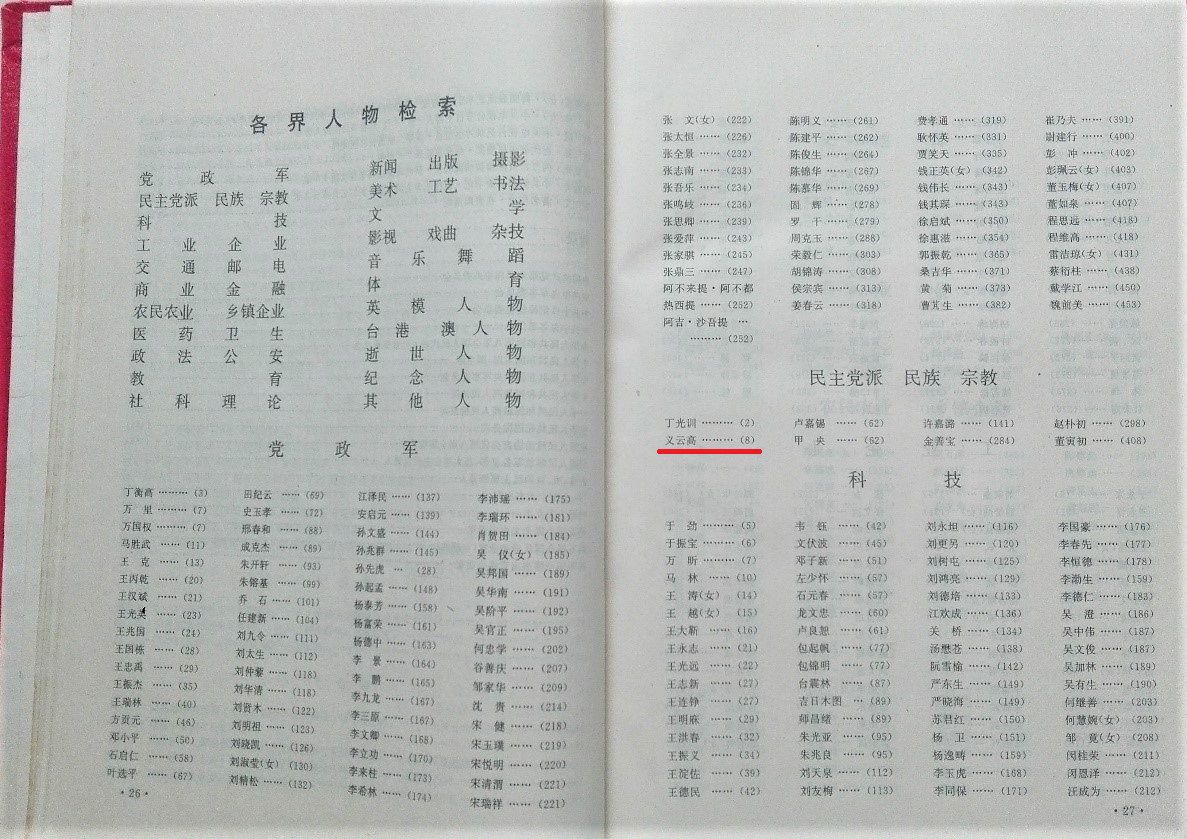 各界人物检索
党政军
民主党派 民族 宗教
科技
工业企业
交通邮电
商业金融
农民农业 乡镇企业
医药卫生
政法公安
教育
社科理论
新闻 出版 摄影
美术 工艺 书法
文学
影视 戏曲 杂技
音乐舞蹈
体育
英模人物
台港澳人物
逝世人物
纪念人物
其他人物
党政军
丁衡高………(3)
万里………(7)
万国权………(7)
马胜武……(11)
王克……(13)
王丙乾……(20)
王汉斌……(21)
王光英……(23)
王兆国……(24)
王国栋……(28)
王忠禹……(29)
王振杰……(35)
王瑞林……(40)
方贡元……(46)
邓小平……(50)
石启仁……(58)
叶选平……(67)
田纪云……(69)
史玉孝……(72)
邢春和……(88)
成克杰……(89)
朱开轩……(93)
朱镕基……(99)
乔石……(101)
任建新……(104)
刘九令……(111)
刘太生……(112)
刘仲藜……(118)
刘华清……(118)
刘贤木……(122)
刘明祖……(123)
刘晓凯……(126)
刘淑莹(女)(130)
刘精松……(132)
江泽民……(137)
安启元……(139)
孙文盛……(144)
孙兆群……(145)
孙先虎…(28)
孙起孟……(148)
杨泰芳……(158)
杨富荣……(161)
杨德中……(163)
李景……(164)
李鹏……(165)
李九龙……(167)
李三原……(167)
李文卿……(168)
李立功……(170)
李来柱……(173)
李希林……(174)
李沛瑶……(175)
李瑞环……(181)
肖贺田……(184)
吴仪(女)(185)
吴邦国……(189)
吴华南……(191)
吴阶平……(192)
吴官正……(195)
何忠学……(202)
谷善庆……(207)
邹家华……(209)
沈贵……(214)
宋健……(218)
宋玉璞……(219)
宋悦明……(220)
宋清渭……(221)
宋瑞祥……(221)
·26·
张文(女)(222)
张太恒……(226)
张全景……(232)
张志南……(233)
张吾乐……(234)
张鸣岐……(236)
张思卿……(239)
张爱萍……(243)
张家骐……(245)
张鼎三……(247)
阿不来提·阿不都
热西提……(252)
阿吉·沙吾提…
………(252)
陈明义……(261)
陈建平……(262)
陈俊生……(264)
陈锦华……(267)
陈慕华……(269)
固辉……(278)
罗干……(279)
周克玉……(288)
荣毅仁……(303)
胡锦涛……(308)
侯宗宾……(313)
姜春云……(318)
费孝通……(319)
耿怀英……(331)
贾笑天……(335)
钱正英(女)(342)
钱伟长……(343)
钱其琛……(343)
徐启斌……(350)
徐惠滋……(354)
郭振乾……(365)
桑吉华……(371)
黄菊……(373)
曹芃生……(382)
崔乃夫……(391)
尉建行……(400)
彭冲……(402)
彭珮云(女)(403)
董玉梅(女)(407)
董如泉……(407)
程思远……(418)
程维高……(418)
雷洁琼(女)(431)
蔡衍柱……(438)
戴学江……(450)
魏前美……(453)
民主党派 民族 宗教
丁光训………(2)
义云高………(8)
卢嘉锡……(62)
甲央……(62)
许嘉璐……(141)
金善宝……(284)
赵朴初……(298)
董寅初……(408)
科技
于劲………(5)
于振宝………(6)
万昕………(7)
马林……(10)
王涛(女)(14)
王越(女)(15)
王大新……(16)
王永志……(21)
王光远……(22)
王志新……(27)
王连铮……(27)
王明庥……(29)
王洪春……(32)
王振义……(34)
王淀佐……(39)
王德民……(42)
韦钰……(42)
文伏波……(45)
邓子新……(51)
左少怀……(57)
石元春……(57)
龙文忠……(60)
卢良恕……(61)
包起帆……(77)
包锦明……(77)
台震林……(87)
吉日木图…(89)
师昌绪……(89)
朱光亚……(95)
朱兆良……(95)
刘天泉……(112)
刘友梅……(113)
刘永坦……(116)
刘更另……(120)
刘树屯……(125)
刘鸿亮……(129)
刘德培……(133)
江欢成……(136)
关桥……(134)
汤懋苍……(138)
阮雪榆……(142)
严东生……(149)
严晓海……(149)
苏君红……(150)
杨卫……(151)
杨逸畴……(159)
李玉虎……(168)
李同保……(171)
李国豪……(176)
李春先……(177)
李恒德……(178)
李勃生……(159)
李德仁……(183)
吴澄……(186)
吴中伟……(187)
吴文俊……(187)
吴加林……(189)
吴有生……(190)
何继善……(203)
何慧婉(女)(203)
邹竟(女)(208)
闵桂荣……(211)
闵恩泽……(212)
汪成为……(212)
·27·